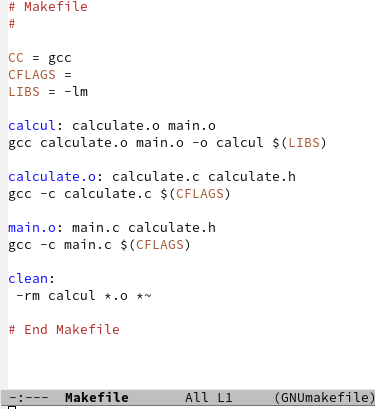 # Makefile
#
CC = gcc
CFLAGS =
LIBS = -lm
calcul: calculate.o main.o
gcc calculate.o main.o -o calcul $(LIBS)
calculate.o: calculate.c calculate.h
gcc -c calculate.c $(CFLAGS)
main.o: main.c calculate.h
gcc -c main.c $(CFLAGS)
clean:
 -rm calcul *.o *~
# End Makefile
-:--- Makefile All L1 (GNUmakefile)